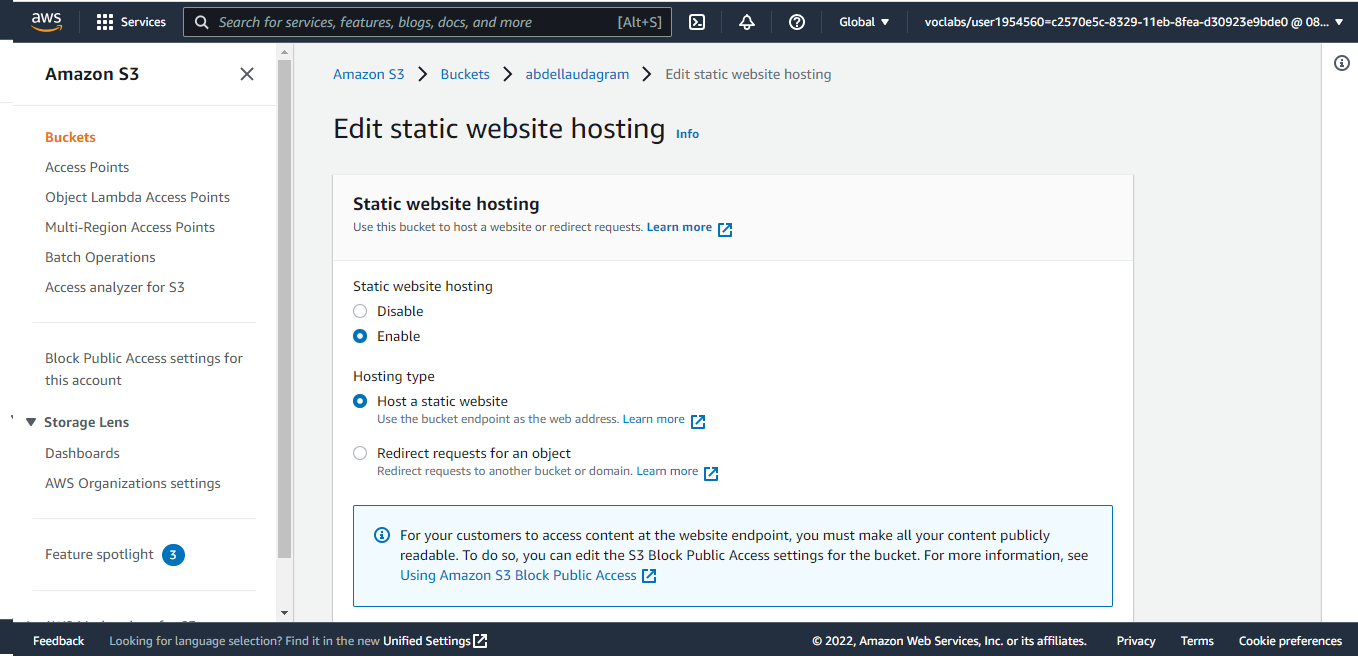 aws
Services
Search for services, features, blogs, docs, and more [Alt+S]
Global
voclabs/user1954560=c2570e5c-8329-11eb-8fea-d30923e9bde0 @ 08...
Amazon S3
Buckets
Access Points
Object Lambda Access Points
Multi-Region Access Points
Batch Operations
Access analyzer for S3
Block Public Access settings for
this account
Storage Lens
Dashboards
AWS Organizations settings
Feature spotlight 3
Amazon S3 > Buckets > abdellaudagram > Edit static website hosting
Edit static website hosting Info
Static website hosting
Use this bucket to host a website or redirect requests. Learn more
Static website hosting
Disable
Enable
Hosting type
Host a static website
Use the bucket endpoint as the web address. Learn more
Redirect requests for an object
Redirect requests to another bucket or domain. Learn more
For your customers to access content at the website endpoint, you must make all your content publicly
readable. To do so, you can edit the S3 Block Public Access settings for the bucket. For more information, see
Using Amazon S3 Block Public Access
Feedback Looking for language selection? Find it in the new Unified Settings
© 2022, Amazon Web Services, Inc. or its affiliates. Privacy Terms Cookie preferences